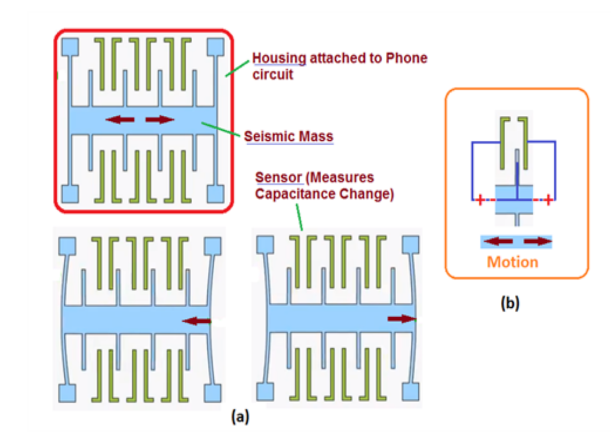 Housing attached to Phone
circuit
Seismic Mass
Sensor (Measures
Capacitance Change)
Motion
(b)
(a)